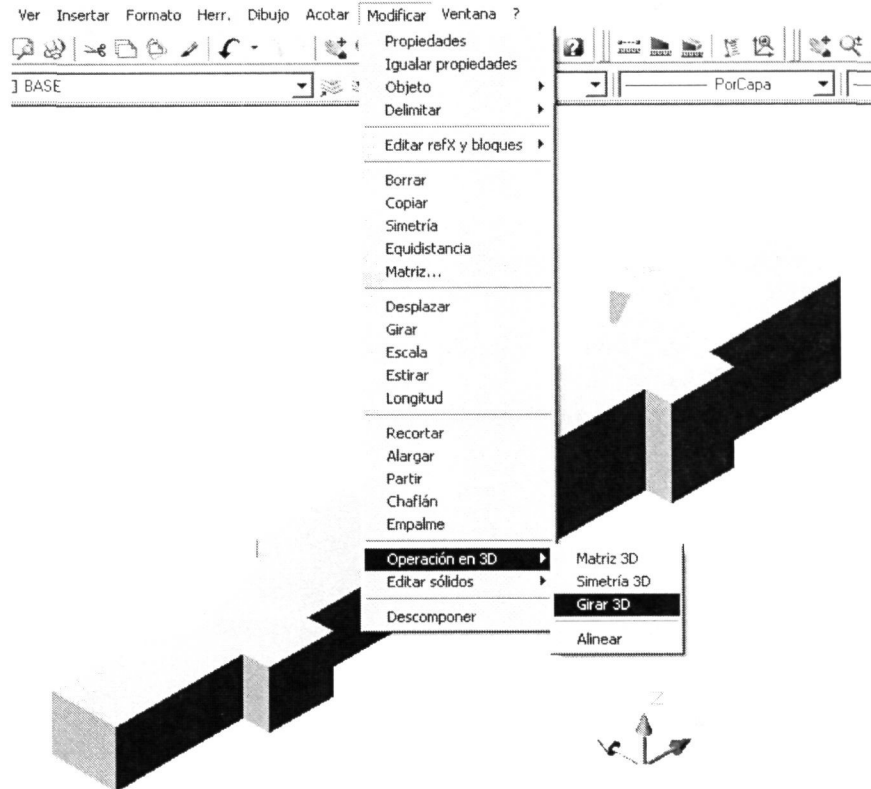 Ver Insertar Formato Herr. Dibujo Acotar Modificar Ventana ?
BASE
PorCapa
Propiedades
Igualar propiedades
Objeto
Delimitar
Editar refX y bloques
Borrar
Copiar
Simetría
Equidistancia
Matriz...
Desplazar
Girar
Escala
Estirar
Longitud
Recortar
Alargar
Partir
Chaflán
Empalme
Operación en 3D
Editar sólidos
Descomponer
Matriz 3D
Simetría 3D
Girar 3D
Alinear
Z